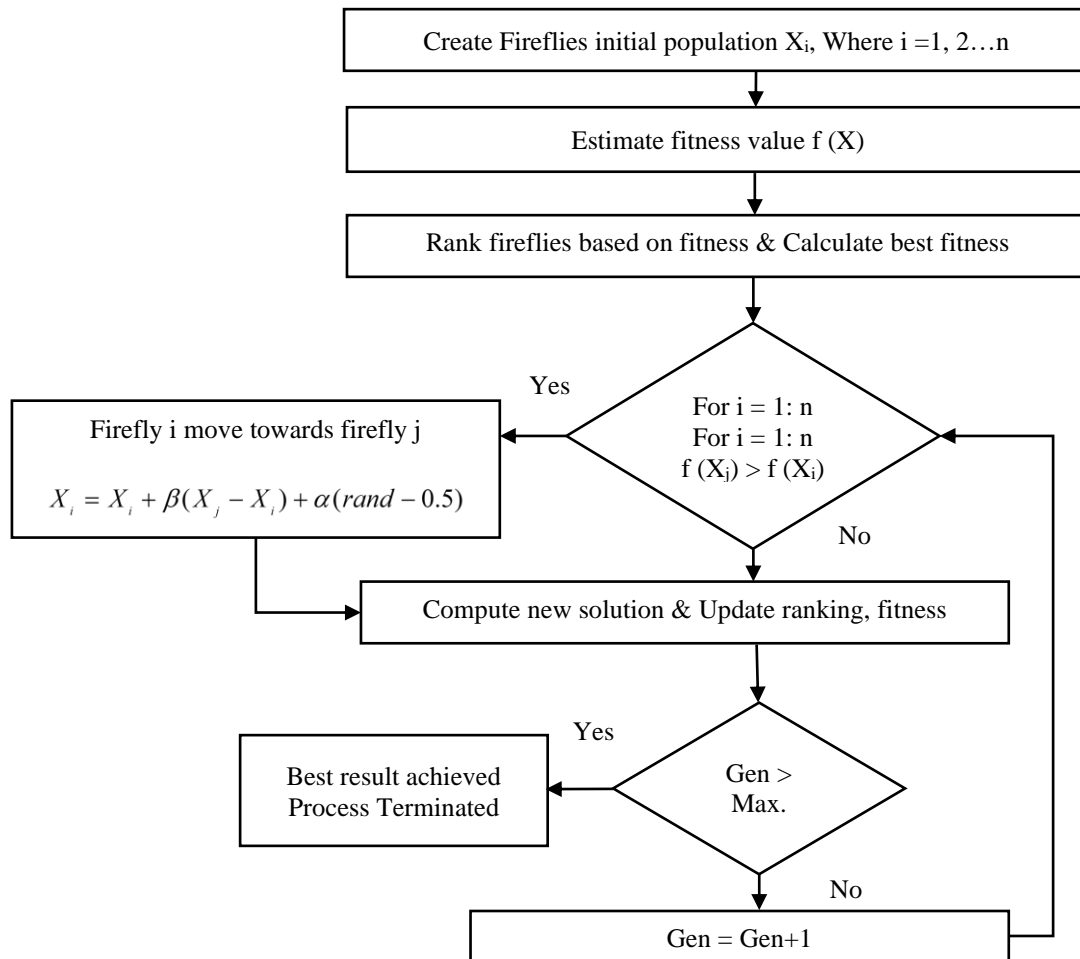 Create Fireflies initial population Xᵢ, Where i =1, 2…n
Estimate fitness value f (X)
Rank fireflies based on fitness & Calculate best fitness
Yes
For i = 1: n
For i = 1: n
f (Xⱼ) > f (Xᵢ)
Firefly i move towards firefly j
Xᵢ = Xᵢ + β(Xⱼ − Xᵢ) + α(rand − 0.5)
No
Compute new solution & Update ranking, fitness
Yes
Gen >
Max.
Best result achieved
Process Terminated
No
Gen = Gen+1